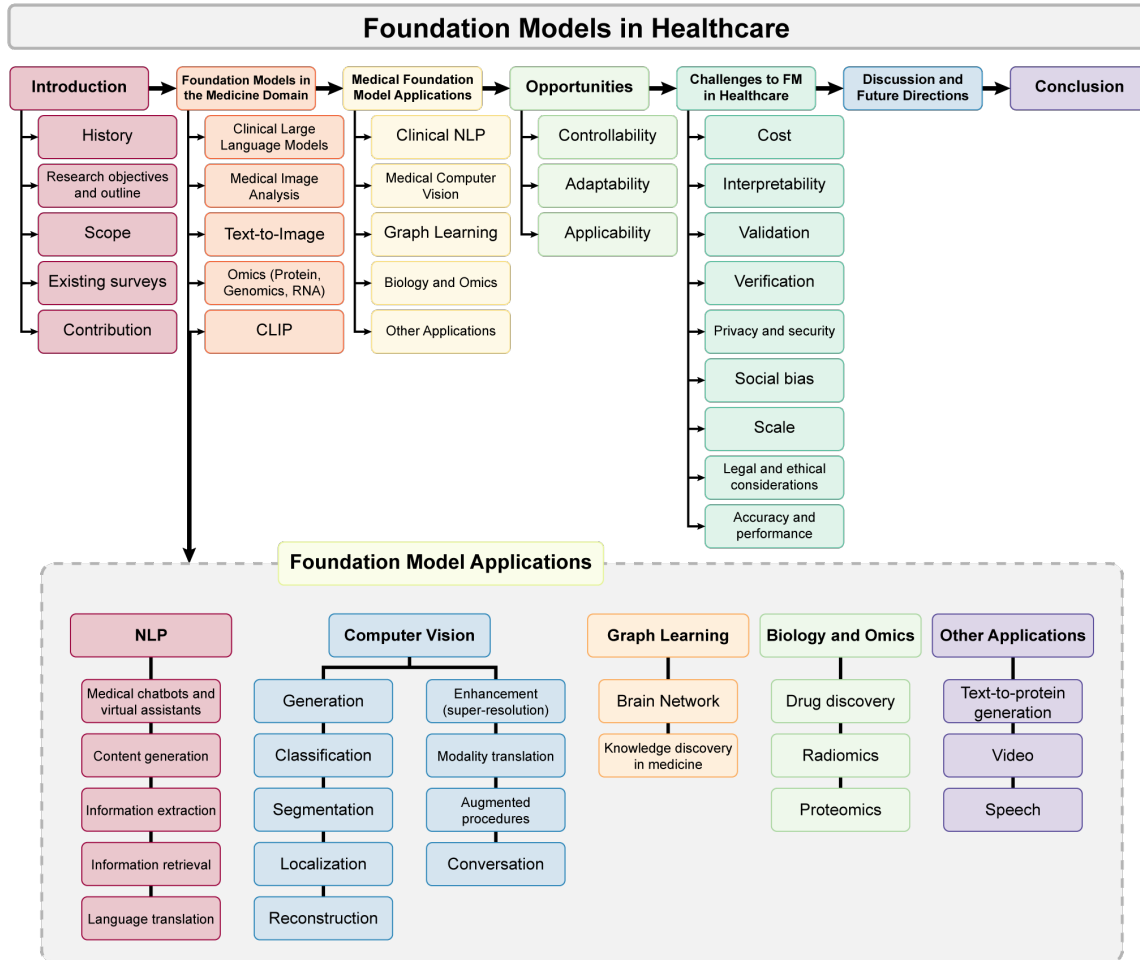 Foundation Models in Healthcare
Introduction
History
Research objectives
and outline
Scope
Existing surveys
Contribution
Foundation Models in
the Medicine Domain
Clinical Large
Language Models
Medical Image
Analysis
Text-to-Image
Omics (Protein,
Genomics, RNA)
CLIP
Medical Foundation
Model Applications
Clinical NLP
Medical Computer
Vision
Graph Learning
Biology and Omics
Other Applications
Opportunities
Controllability
Adaptability
Applicability
Challenges to FM
in Healthcare
Cost
Interpretability
Validation
Verification
Privacy and security
Social bias
Scale
Legal and ethical
considerations
Accuracy and
performance
Discussion and
Future Directions
Conclusion
Foundation Model Applications
NLP
Medical chatbots and
virtual assistants
Content generation
Information extraction
Information retrieval
Language translation
Computer Vision
Generation
Classification
Segmentation
Localization
Reconstruction
Enhancement
(super-resolution)
Modality translation
Augmented
procedures
Conversation
Graph Learning
Brain Network
Knowledge discovery
in medicine
Biology and Omics
Drug discovery
Radiomics
Proteomics
Other Applications
Text-to-protein
generation
Video
Speech